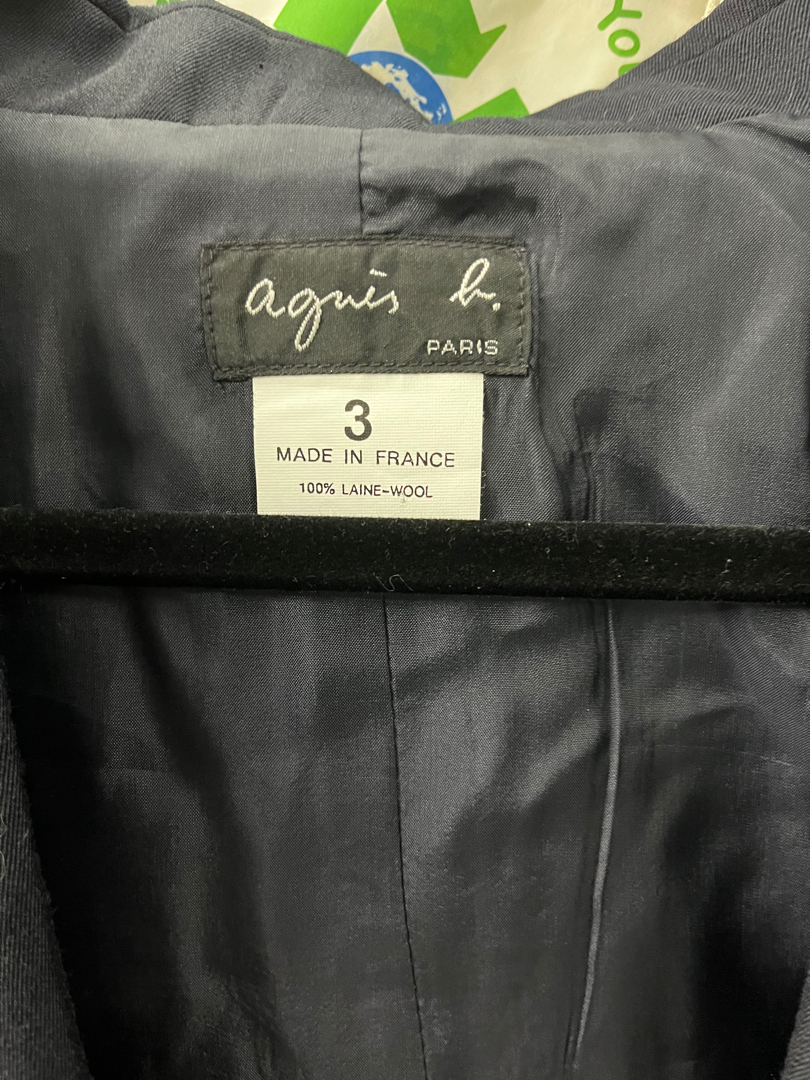 agnès b.
PARIS
3
MADE IN FRANCE
100% LAINE-WOOL